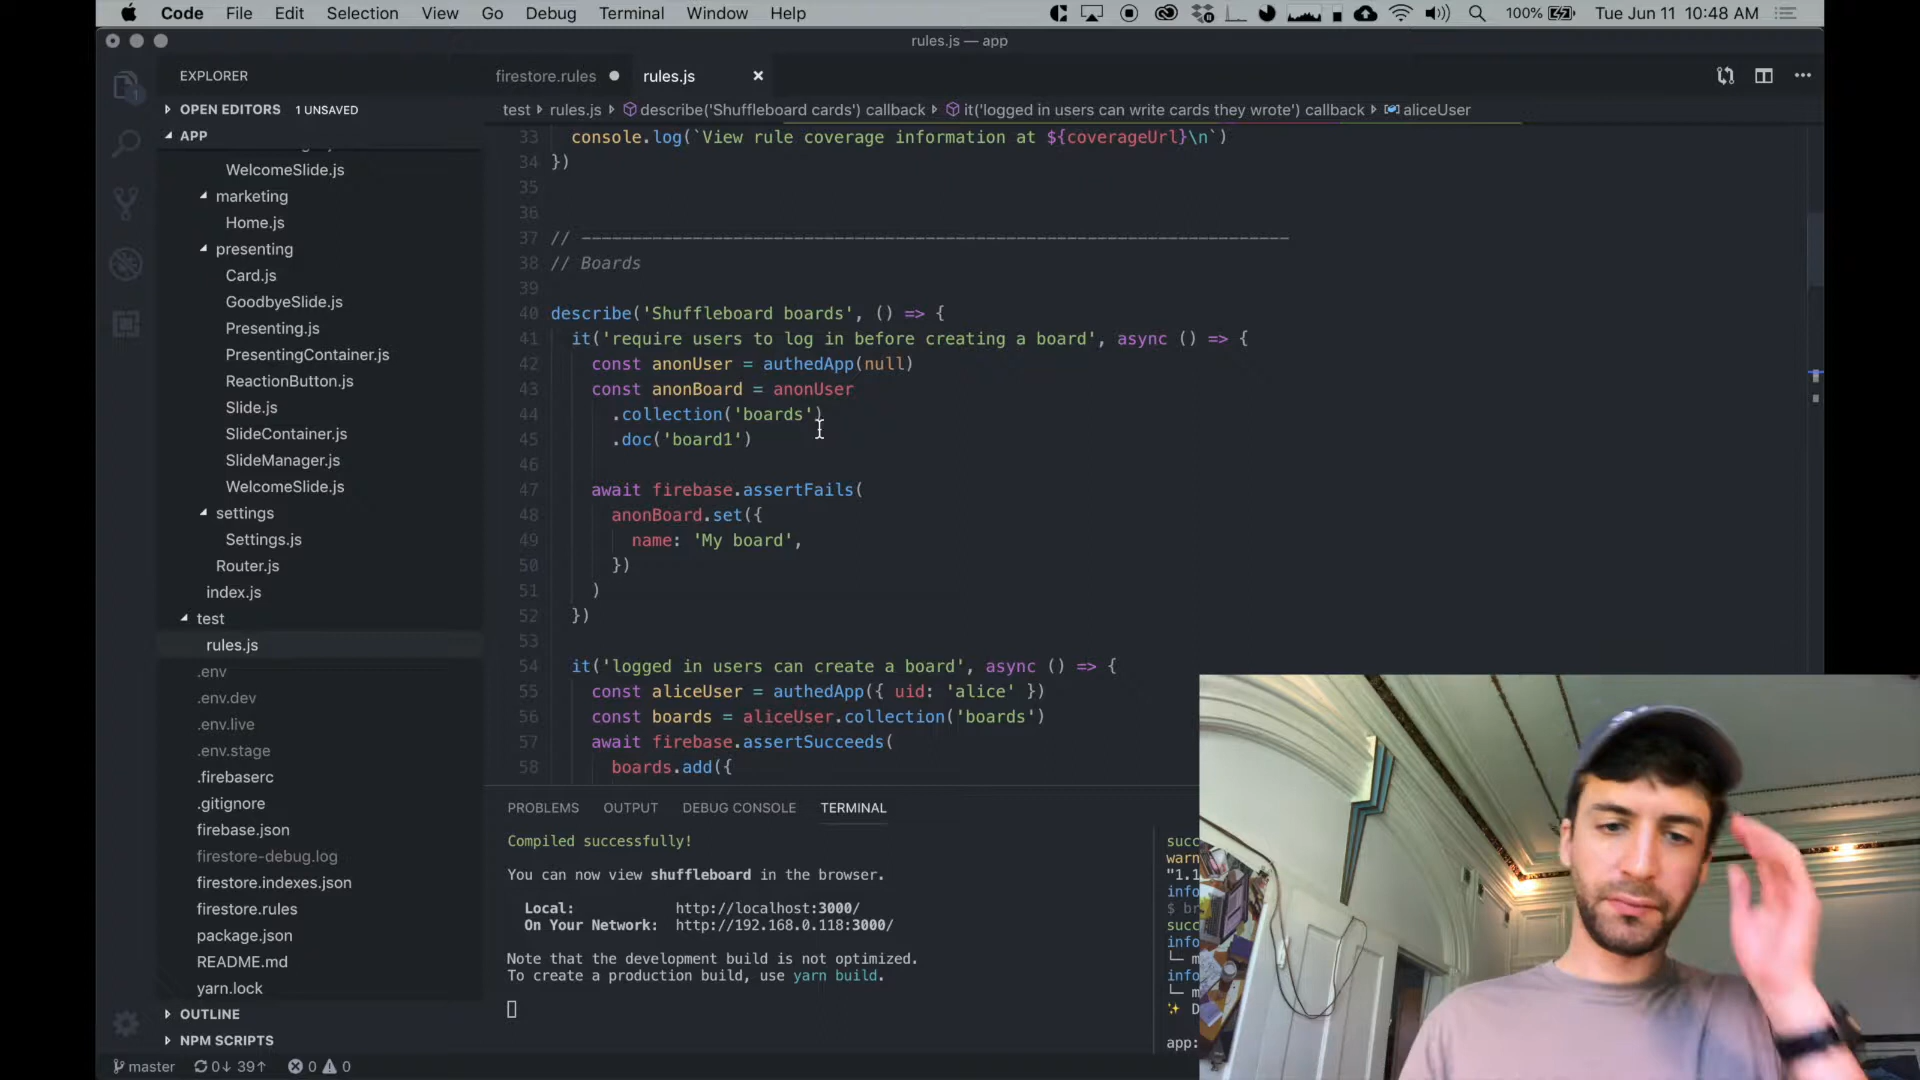 Code File Edit Selection View Go Debug Terminal Window Help 100% Tue Jun 11 10:48 AM
rules.js — app
EXPLORER
firestore.rules
rules.js
OPEN EDITORS 1 UNSAVED
test rules.js describe('Shuffleboard cards') callback it('logged in users can write cards they wrote') callback aliceUser
APP
WelcomeSlide.js
marketing
Home.js
presenting
Card.js
GoodbyeSlide.js
Presenting.js
PresentingContainer.js
ReactionButton.js
Slide.js
SlideContainer.js
SlideManager.js
WelcomeSlide.js
settings
Settings.js
Router.js
index.js
test
rules.js
.env
.env.dev
.env.live
.env.stage
.firebaserc
.gitignore
firebase.json
firestore-debug.log
firestore.indexes.json
firestore.rules
package.json
README.md
yarn.lock
OUTLINE
NPM SCRIPTS
33 console.log(`View rule coverage information at ${coverageUrl}\n`)
34 })
35
36
37 // ----------------------------------------------------------------------
38 // Boards
39
40 describe('Shuffleboard boards', () => {
41 it('require users to log in before creating a board', async () => {
42 const anonUser = authedApp(null)
43 const anonBoard = anonUser
44 .collection('boards')
45 .doc('board1')
46
47 await firebase.assertFails(
48 anonBoard.set({
49 name: 'My board',
50 })
51 )
52 })
53
54 it('logged in users can create a board', async () => {
55 const aliceUser = authedApp({ uid: 'alice' })
56 const boards = aliceUser.collection('boards')
57 await firebase.assertSucceeds(
58 boards.add({
PROBLEMS OUTPUT DEBUG CONSOLE TERMINAL
Compiled successfully!
You can now view shuffleboard in the browser.
Local: http://localhost:3000/
On Your Network: http://192.168.0.118:3000/
Note that the development build is not optimized.
To create a production build, use yarn build.
succ
warn
"1.1
info
$ br
succ
info
└─ m
info
└─ m
✨ D
app:
master 0↓ 39↑ 0 0